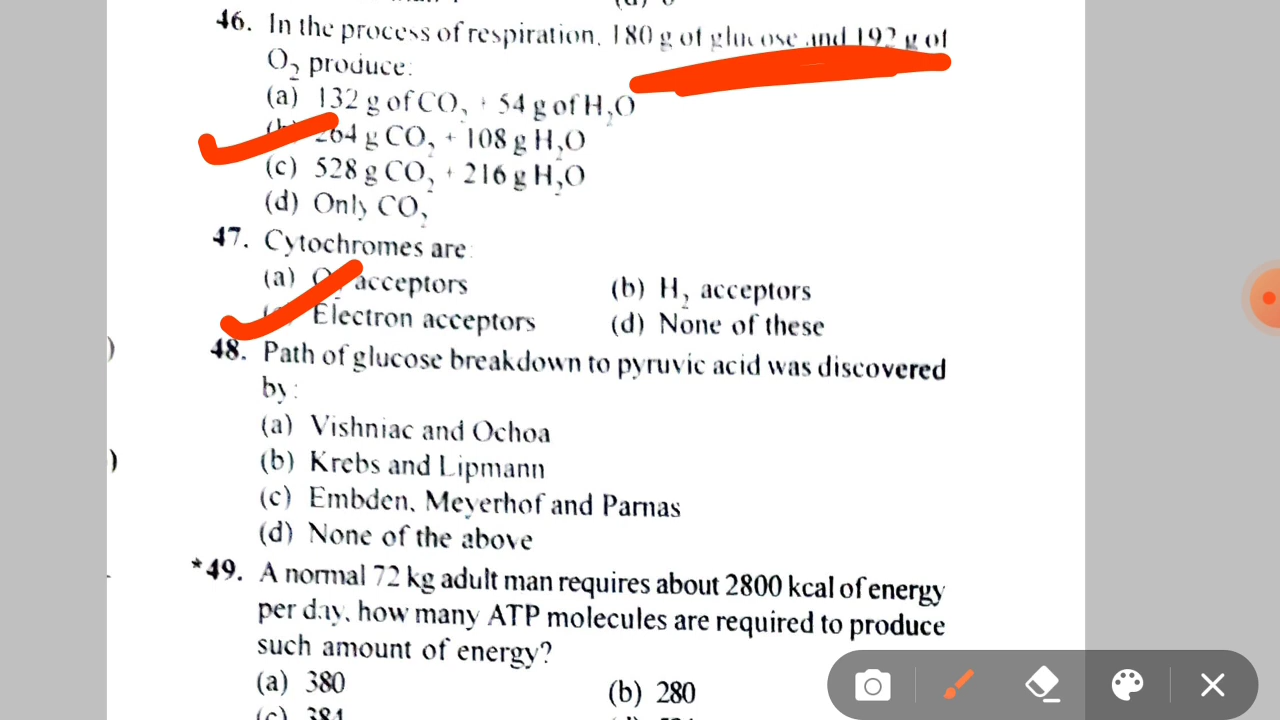 46. In the process of respiration, 180 g of glucose and 192 g of
O₂ produce:
(a) 132 g of CO₂ + 54 g of H₂O
264 g CO₂ + 108 g H₂O
(c) 528 g CO₂ + 216 g H₂O
(d) Only CO₂
47. Cytochromes are:
(a) O₂ acceptors (b) H₂ acceptors
Electron acceptors (d) None of these
48. Path of glucose breakdown to pyruvic acid was discovered
by:
(a) Vishniac and Ochoa
(b) Krebs and Lipmann
(c) Embden, Meyerhof and Parnas
(d) None of the above
*49. A normal 72 kg adult man requires about 2800 kcal of energy
per day, how many ATP molecules are required to produce
such amount of energy?
(a) 380 (b) 280
(c) 384